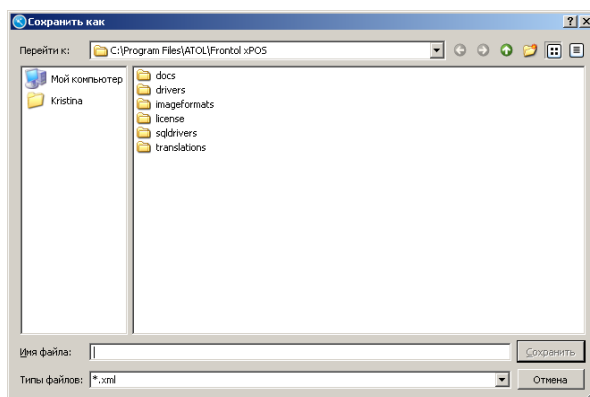 Сохранить как
Перейти к: C:\Program Files\ATOL\Frontol xPOS
Мой компьютер
Kristina
docs
drivers
imageformats
license
sqldrivers
translations
Имя файла: Сохранить
Типы файлов: *.xml Отмена